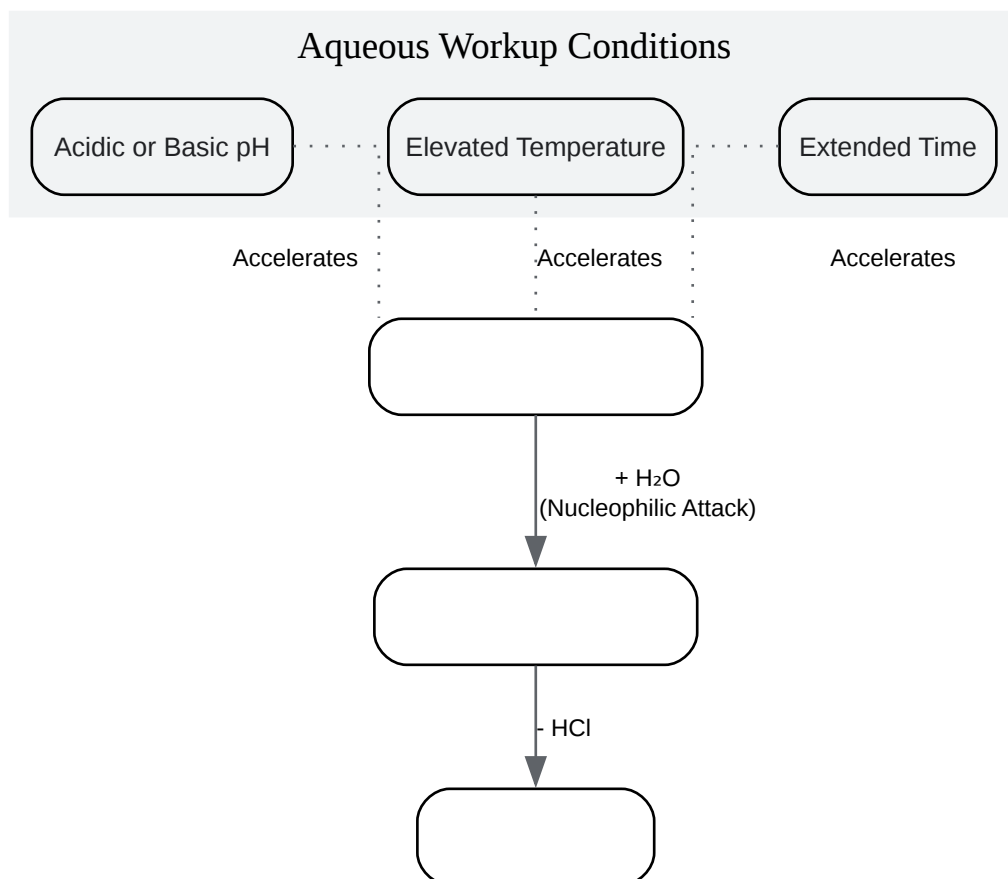 Aqueous Workup Conditions
Acidic or Basic pH
Elevated Temperature
Extended Time
Accelerates
Accelerates
Accelerates
+ H₂O
(Nucleophilic Attack)
- HCl